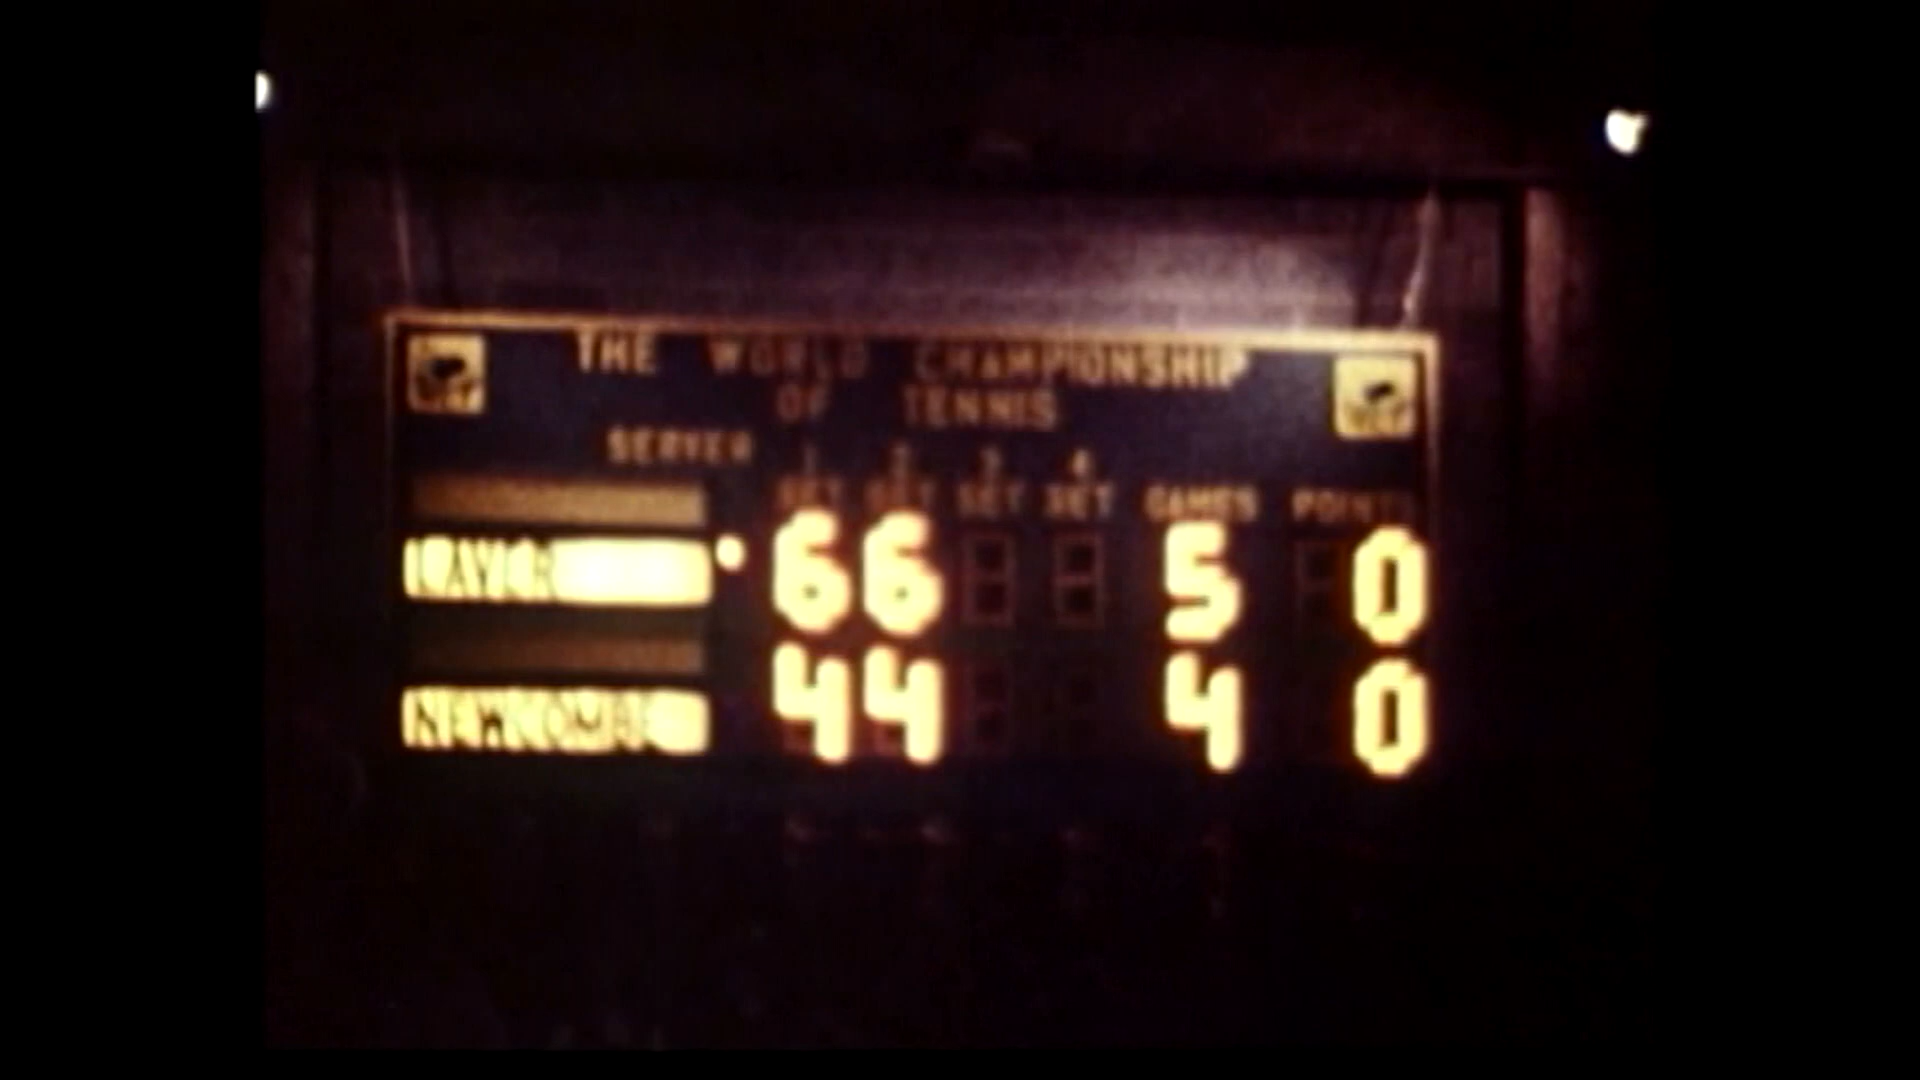 THE WORLD CHAMPIONSHIP
OF TENNIS
SERVER 1 2 3 4
SET SET SET SET GAMES POINTS
LAVER 6 6 5 0
NEWCOMBE 4 4 4 0